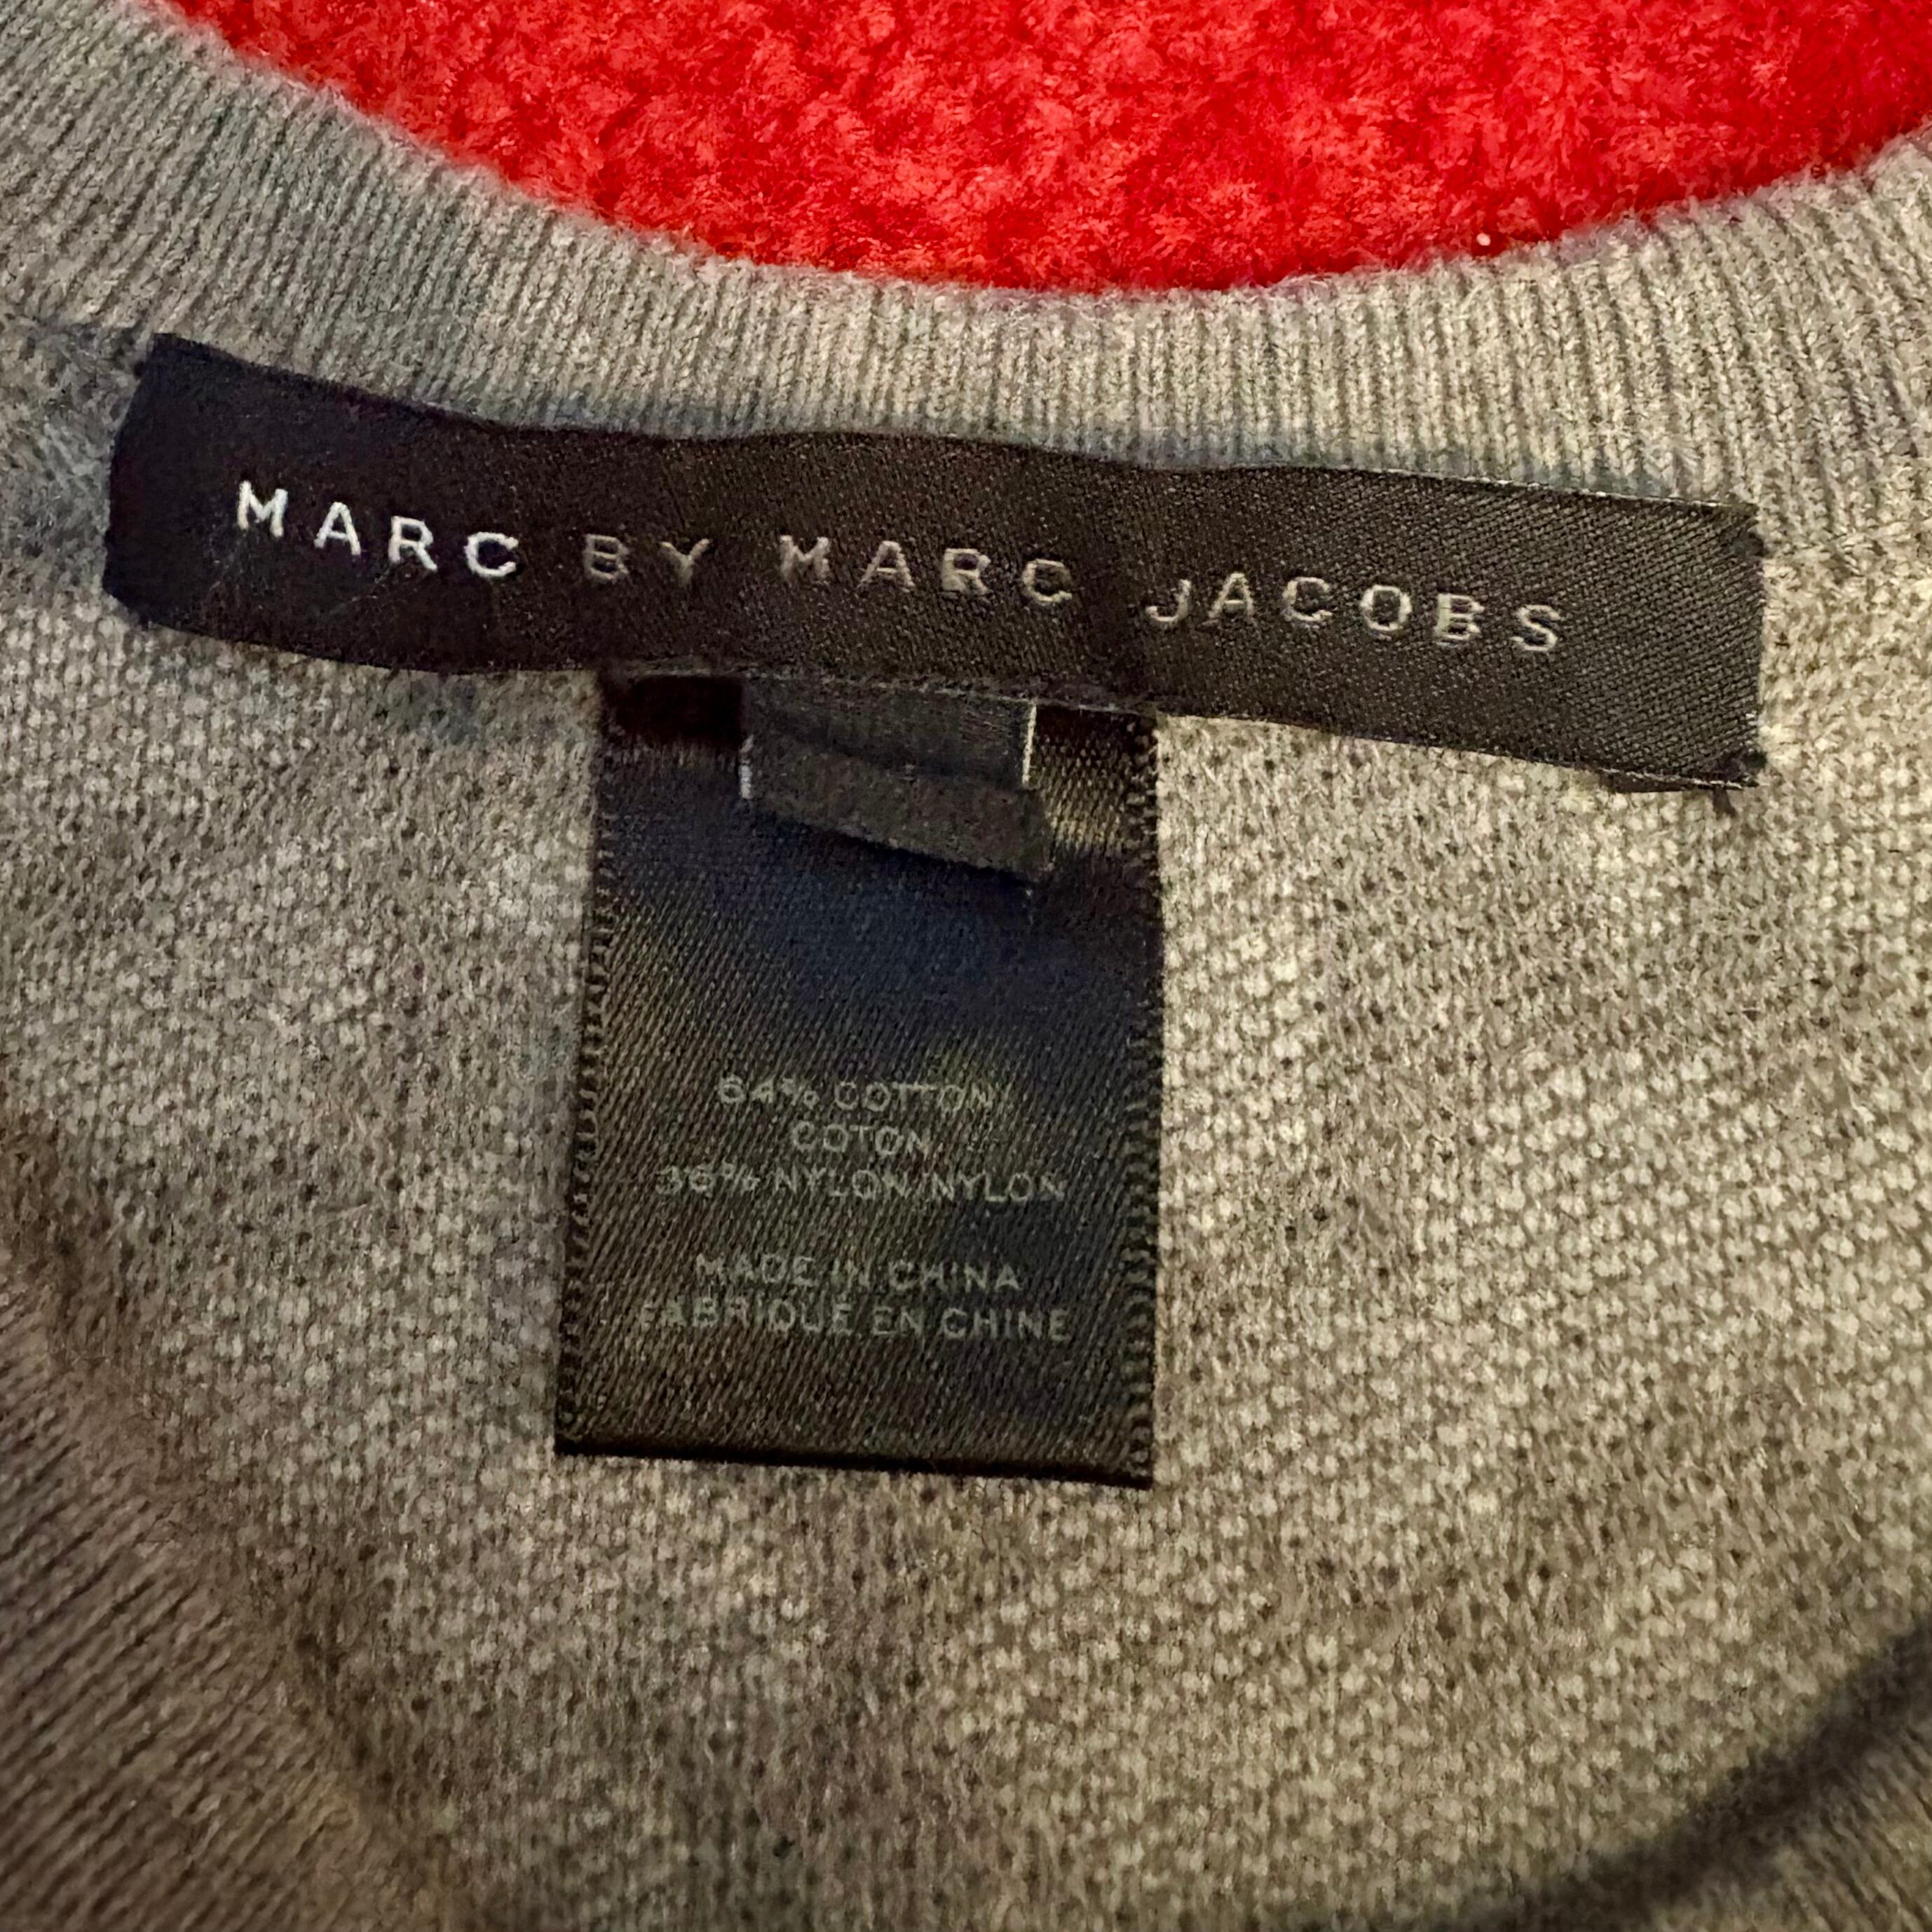 MARC BY MARC JACOBS
64% COTTON/
COTON
36% NYLON/NYLON
MADE IN CHINA
FABRIQUE EN CHINE